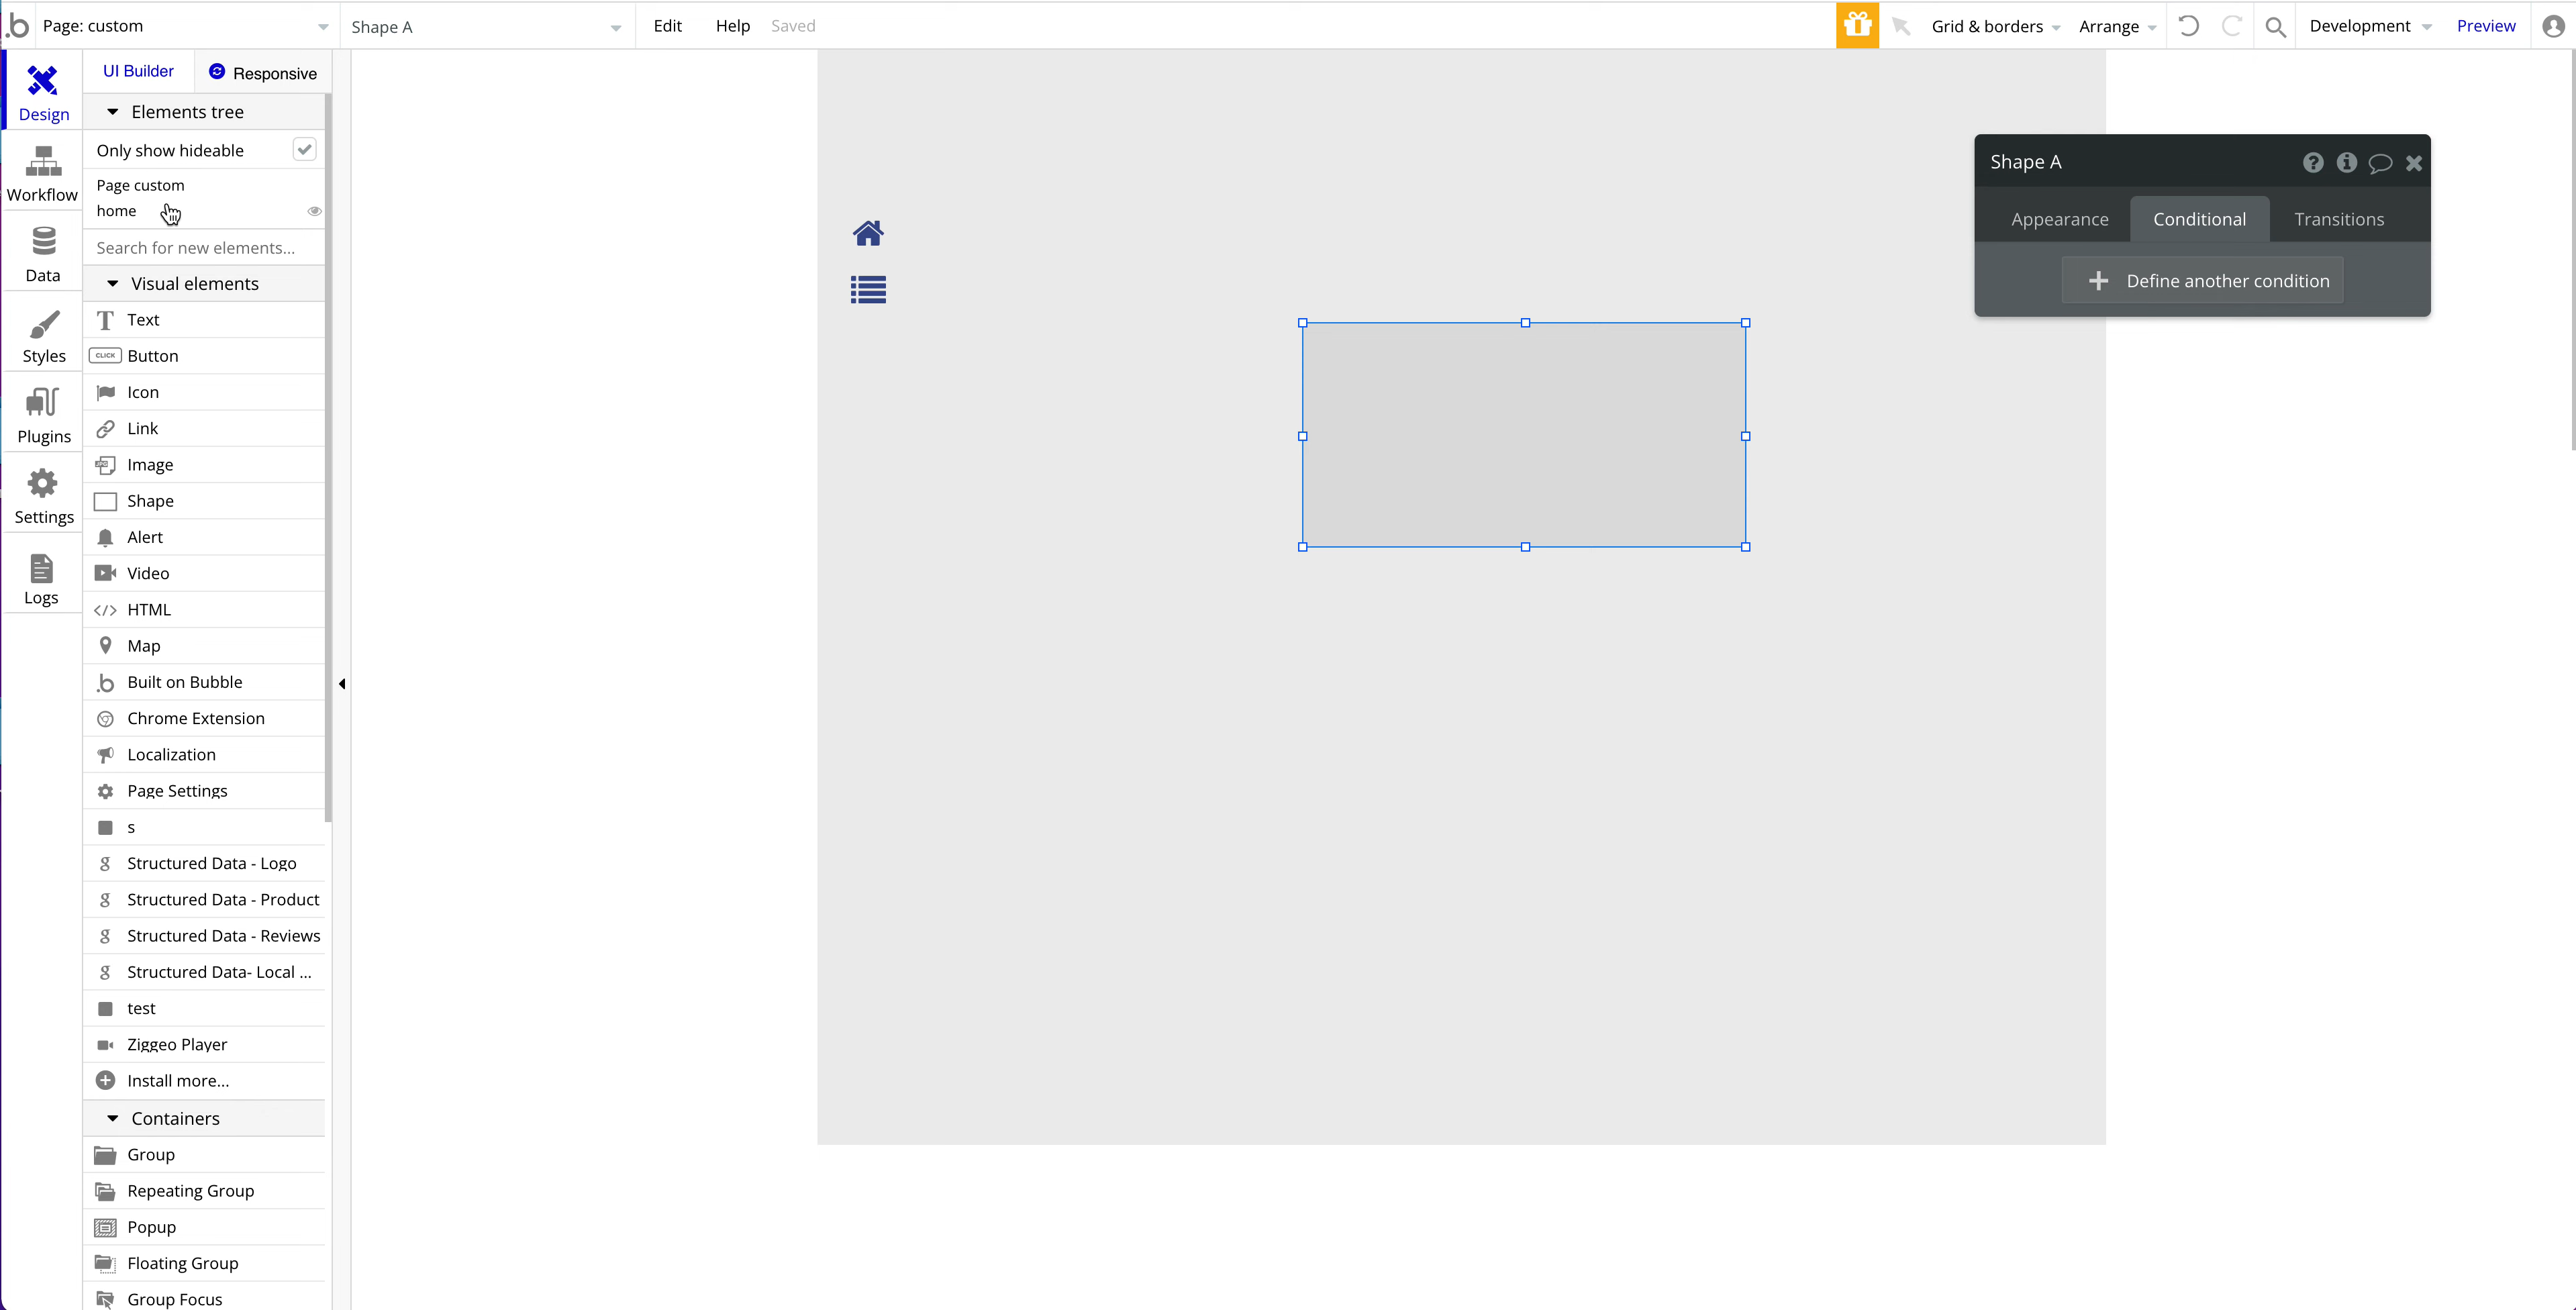 .b Page: custom Shape A Edit Help Saved Grid & borders Arrange Development Preview
UI Builder Responsive
Design
Workflow
Data
Styles
Plugins
Settings
Logs
Elements tree
Only show hideable
Page custom
home
Search for new elements...
Visual elements
Text
CLICK Button
Icon
Link
Image
Shape
Alert
Video
</> HTML
Map
.b Built on Bubble
Chrome Extension
Localization
Page Settings
s
g Structured Data - Logo
g Structured Data - Product
g Structured Data - Reviews
g Structured Data- Local ...
test
Ziggeo Player
Install more...
Containers
Group
Repeating Group
Popup
Floating Group
Group Focus
Shape A
Appearance Conditional Transitions
+ Define another condition